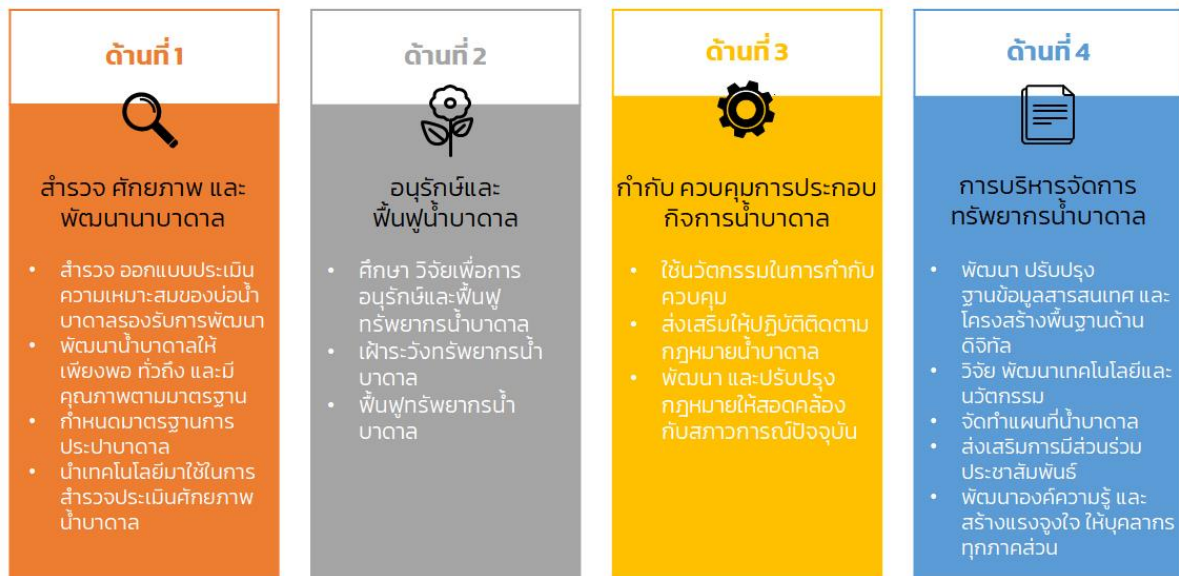 ด้านที่ 1
สำรวจ ศักยภาพ และ
พัฒนานาบาดาล
• สำรวจ ออกแบบประเมิน
ความเหมาะสมของบ่อน้ำ
บาดาลรองรับการพัฒนา
• พัฒนาน้ำบาดาลให้
เพียงพอ ทั่วถึง และมี
คุณภาพตามมาตรฐาน
• กำหนดมาตรฐานการ
ประปาบาดาล
• นำเทคโนโลยีมาใช้ในการ
สำรวจประเมินศักยภาพ
น้ำบาดาล
ด้านที่ 2
อนุรักษ์และ
ฟื้นฟูน้ำบาดาล
• ศึกษา วิจัยเพื่อการ
อนุรักษ์และฟื้นฟู
ทรัพยากรน้ำบาดาล
• เฝ้าระวังทรัพยากรน้ำ
บาดาล
• ฟื้นฟูทรัพยากรน้ำ
บาดาล
ด้านที่ 3
กำกับ ควบคุมการประกอบ
กิจการน้ำบาดาล
• ใช้นวัตกรรมในการกำกับ
ควบคุม
• ส่งเสริมให้ปฏิบัติติดตาม
กฎหมายน้ำบาดาล
• พัฒนา และปรับปรุง
กฎหมายให้สอดคล้อง
กับสภาวการณ์ปัจจุบัน
ด้านที่ 4
การบริหารจัดการ
ทรัพยากรน้ำบาดาล
• พัฒนา ปรับปรุง
ฐานข้อมูลสารสนเทศ และ
โครงสร้างพื้นฐานด้าน
ดิจิทัล
• วิจัย พัฒนาเทคโนโลยีและ
นวัตกรรม
• จัดทำแผนที่น้ำบาดาล
• ส่งเสริมการมีส่วนร่วม
ประชาสัมพันธ์
• พัฒนาองค์ความรู้ และ
สร้างแรงจูงใจ ให้บุคลากร
ทุกภาคส่วน